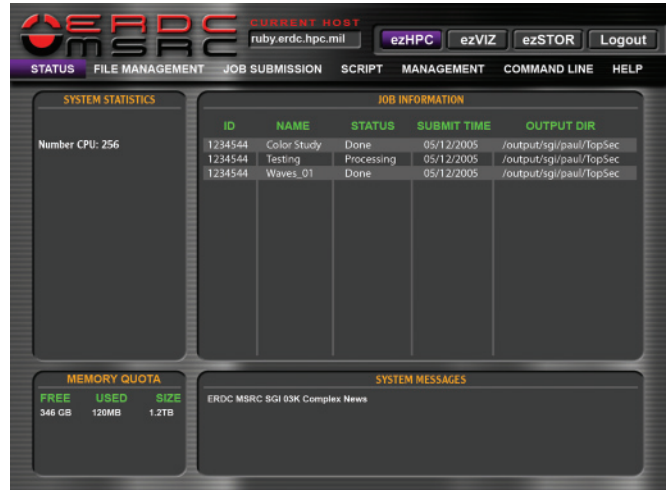 ERDC
MSRC
CURRENT HOST
ruby.erdc.hpc.mil
ezHPC ezVIZ ezSTOR Logout
STATUS FILE MANAGEMENT JOB SUBMISSION SCRIPT MANAGEMENT COMMAND LINE HELP
SYSTEM STATISTICS
Number CPU: 256
JOB INFORMATION
ID NAME STATUS SUBMIT TIME OUTPUT DIR
1234544 Color Study Done 05/12/2005 /output/sgi/paul/TopSec
1234544 Testing Processing 05/12/2005 /output/sgi/paul/TopSec
1234544 Waves_01 Done 05/12/2005 /output/sgi/paul/TopSec
MEMORY QUOTA
FREE USED SIZE
346 GB 120MB 1.2TB
SYSTEM MESSAGES
ERDC MSRC SGI 03K Complex News